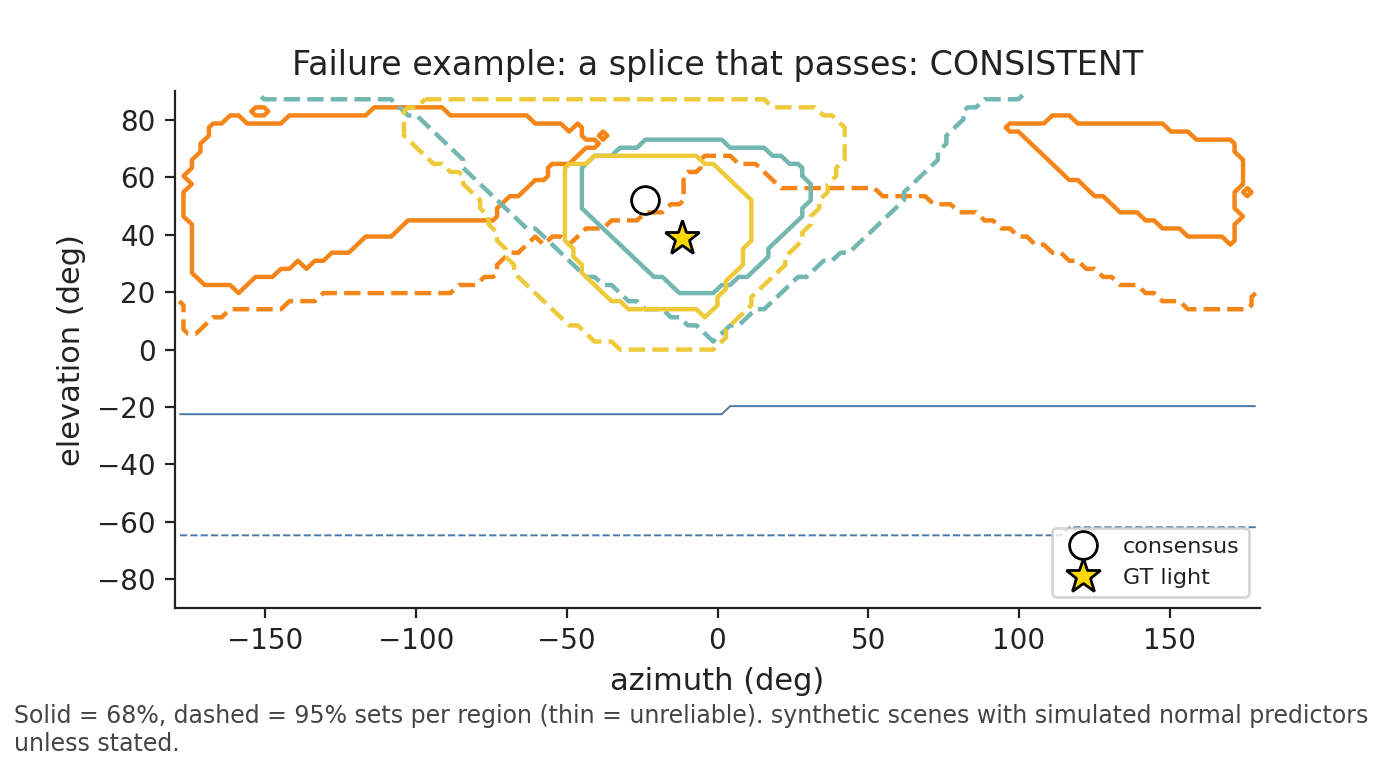 Failure example: a splice that passes: CONSISTENT
80
60
40
20
0
−20
−40
−60
−80
elevation (deg)
consensus
GT light
−150
−100
−50
0
50
100
150
azimuth (deg)
Solid = 68%, dashed = 95% sets per region (thin = unreliable). synthetic scenes with simulated normal predictors
unless stated.